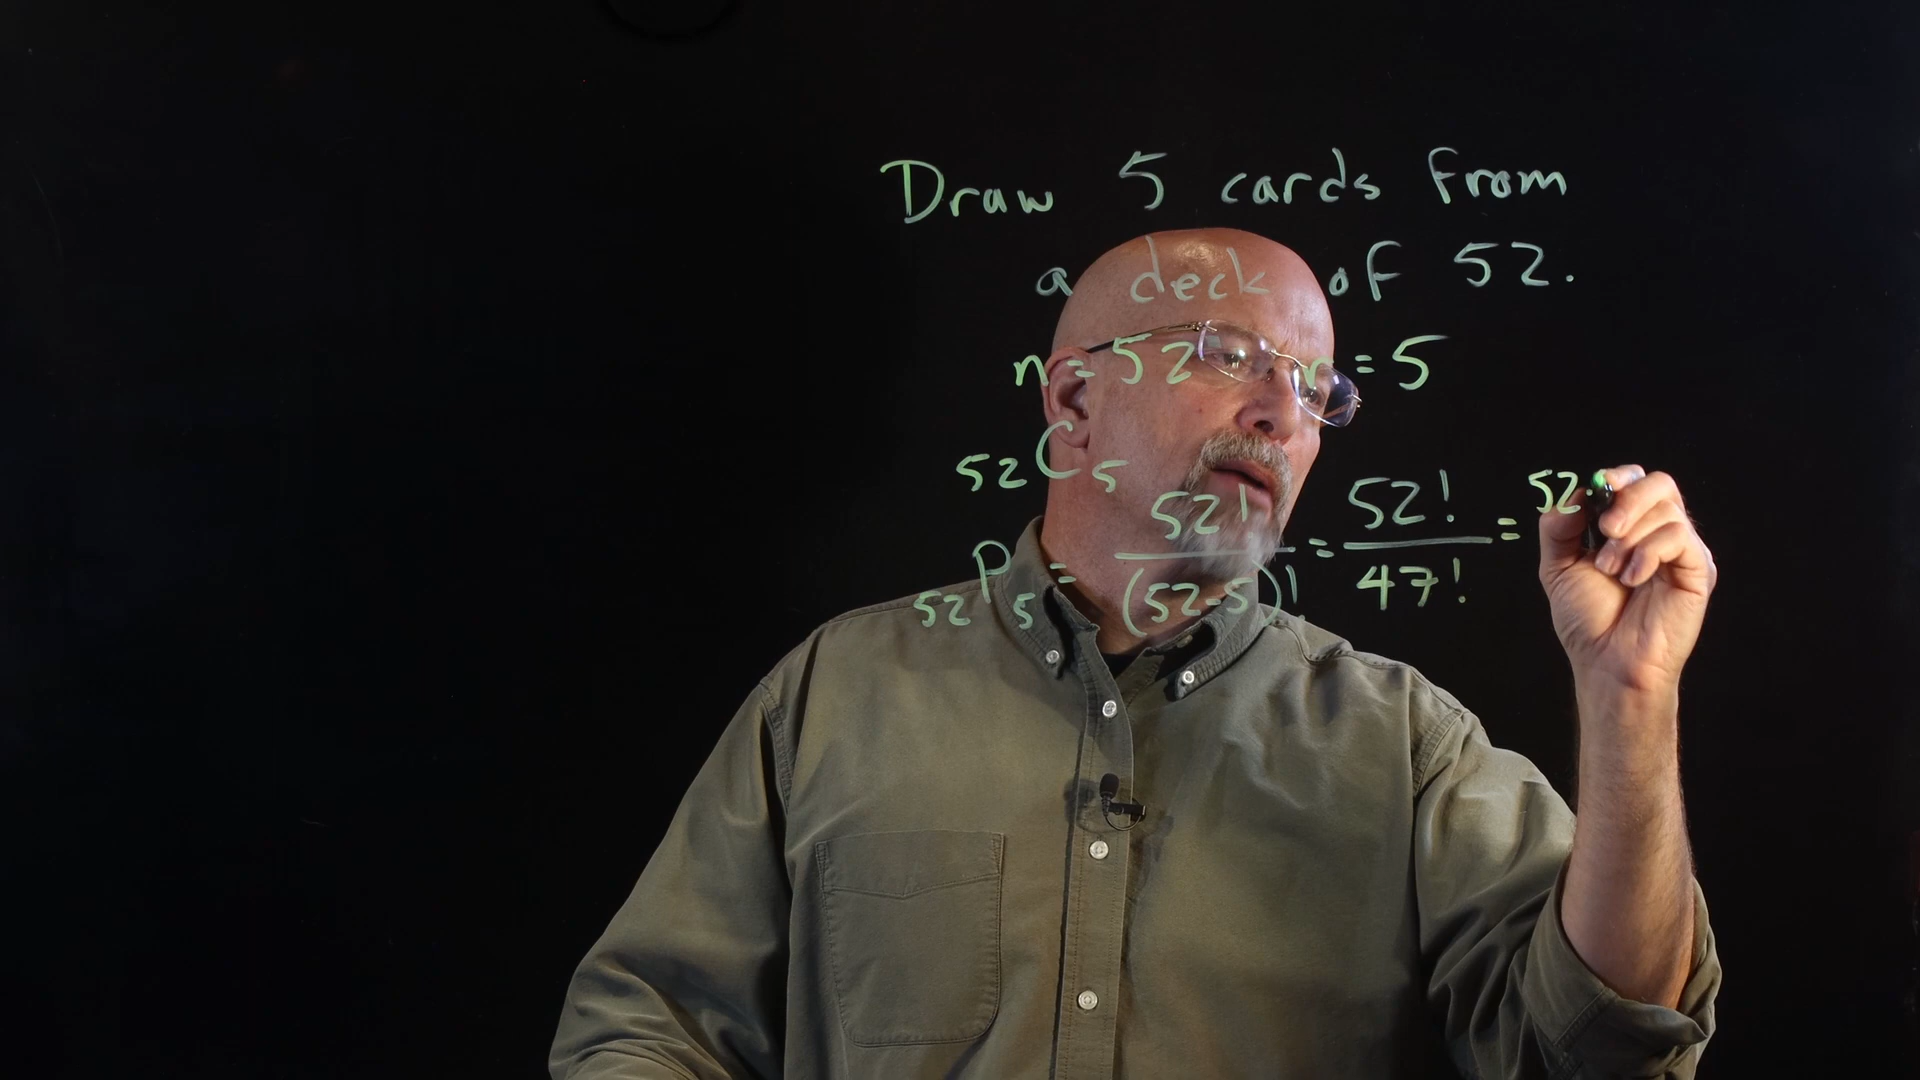 Draw 5 cards from
a deck of 52.
n = 52 r = 5
52C5
52P5 = 52!/(52-5)! = 52!/47! = 52·